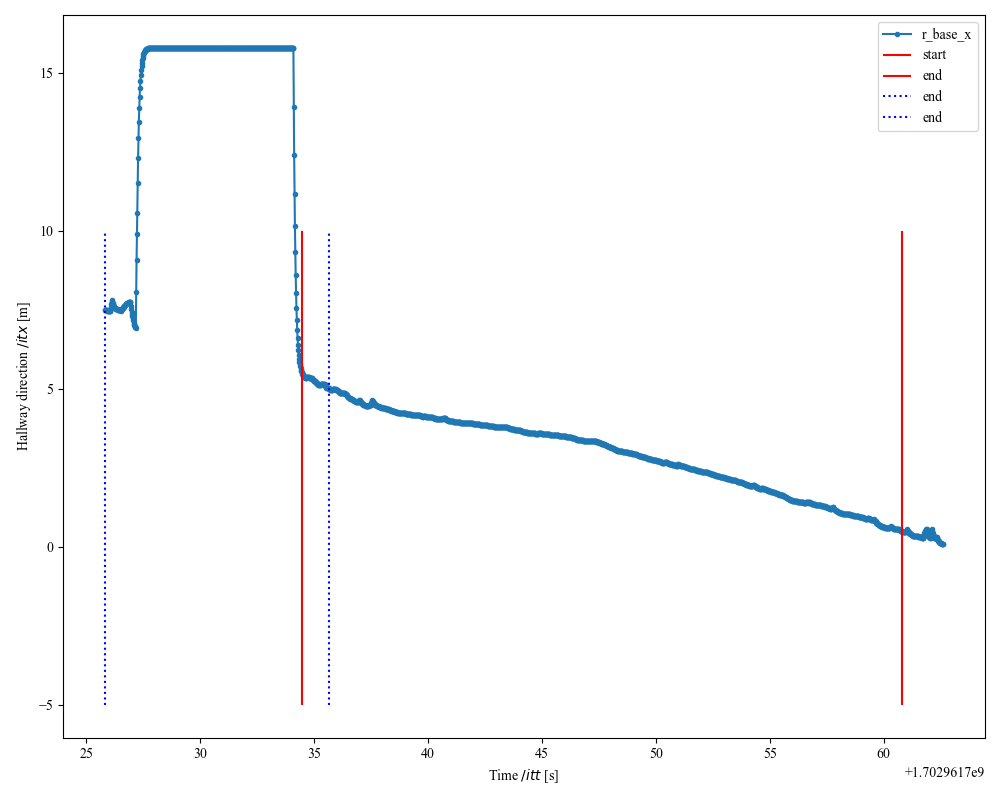 r_base_x
start
end
end
end
Hallway direction /itx [m]
15
10
5
0
−5
25
30
35
40
45
50
55
60
Time /itt [s]
+1.7029617e9